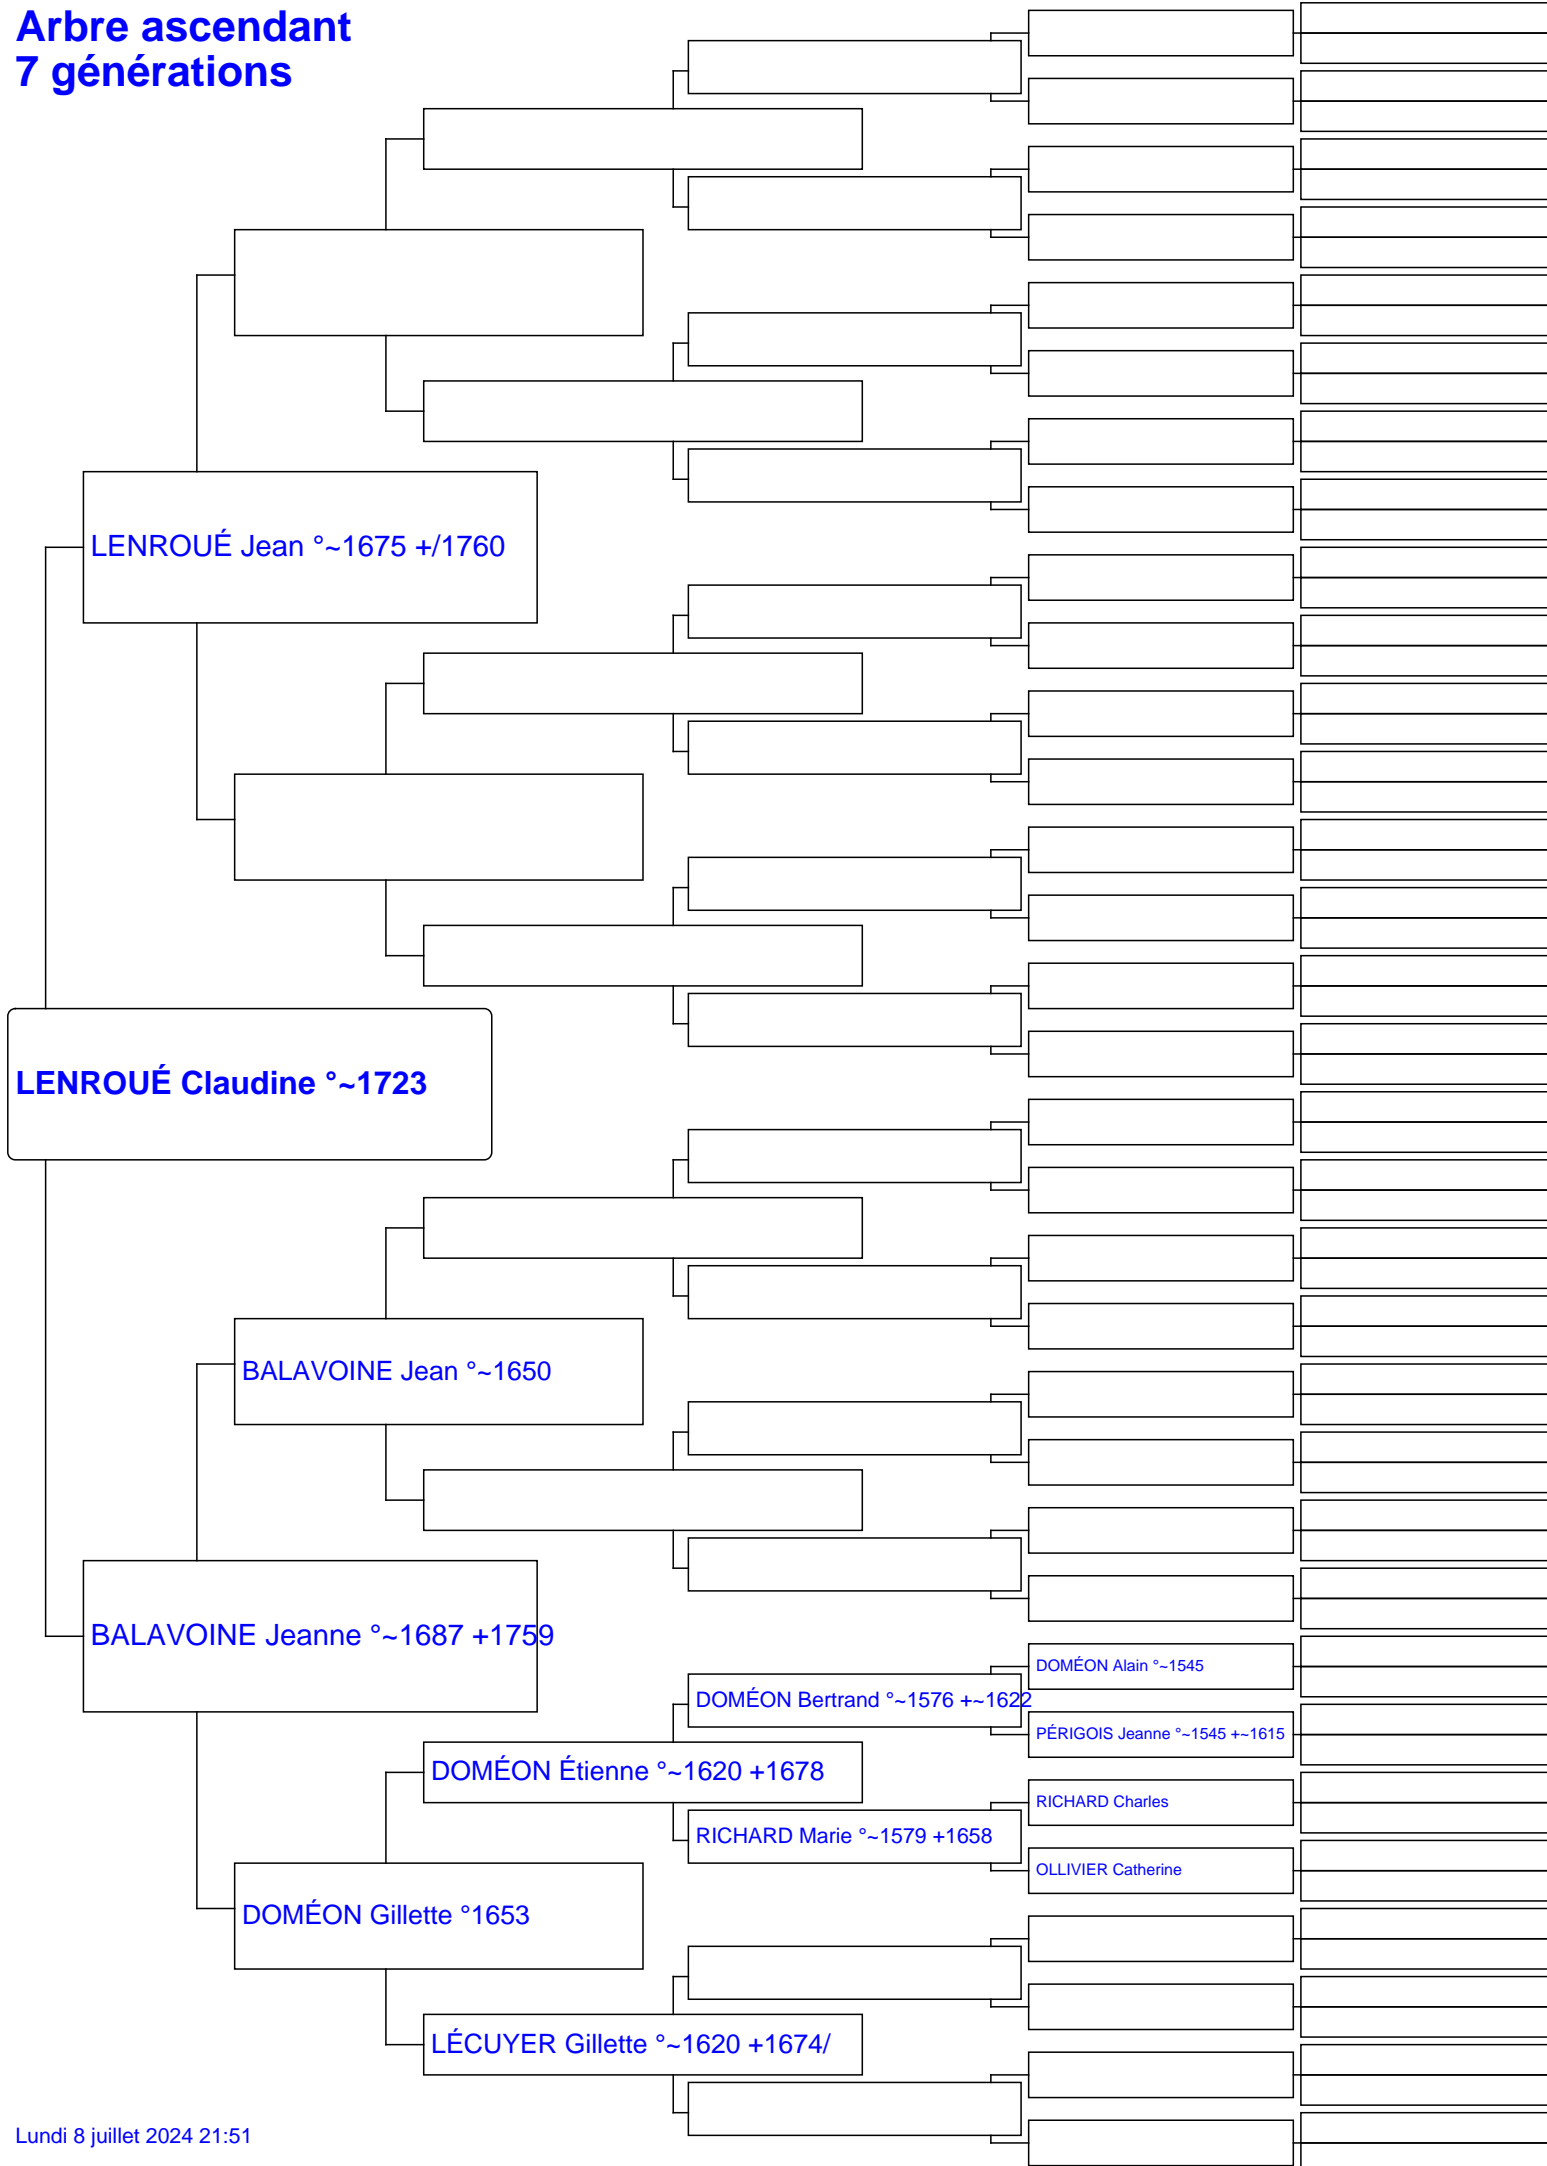 Arbre ascendant
7 générations
LENROUÉ Jean °~1675 +/1760
LENROUÉ Claudine °~1723
BALAVOINE Jean °~1650
BALAVOINE Jeanne °~1687 +1759
DOMÉON Alain °~1545
DOMÉON Bertrand °~1576 +~1622
PÉRIGOIS Jeanne °~1545 +~1615
DOMÉON Étienne °~1620 +1678
RICHARD Charles
RICHARD Marie °~1579 +1658
OLLIVIER Catherine
DOMÉON Gillette °1653
LÉCUYER Gillette °~1620 +1674/
Lundi 8 juillet 2024 21:51